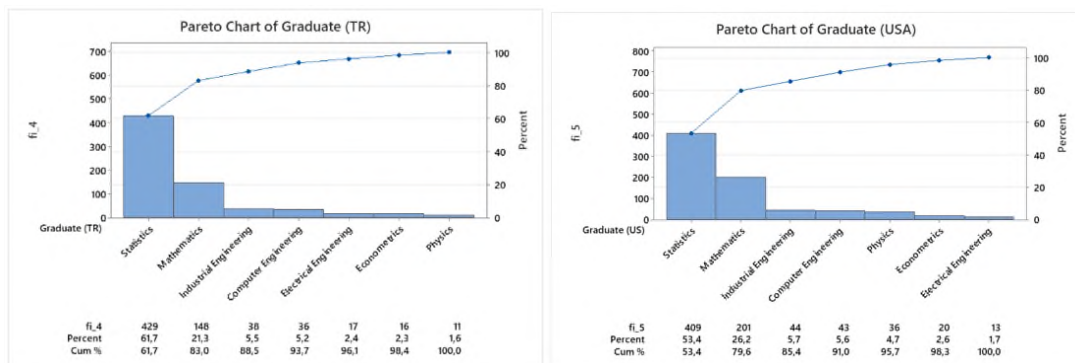 Pareto Chart of Graduate (TR)
700
600
500
400
300
200
100
0
fi_4
100
80
60
40
20
0
Percent
Graduate (TR)
Statistics
Mathematics
Industrial Engineering
Computer Engineering
Electrical Engineering
Econometrics
Physics
fi_4 429 148 38 36 17 16 11
Percent 61,7 21,3 5,5 5,2 2,4 2,3 1,6
Cum % 61,7 83,0 88,5 93,7 96,1 98,4 100,0
Pareto Chart of Graduate (USA)
800
700
600
500
400
300
200
100
0
fi_5
100
80
60
40
20
0
Percent
Graduate (US)
Statistics
Mathematics
Industrial Engineering
Computer Engineering
Physics
Econometrics
Electrical Engineering
fi_5 409 201 44 43 36 20 13
Percent 53,4 26,2 5,7 5,6 4,7 2,6 1,7
Cum % 53,4 79,6 85,4 91,0 95,7 98,3 100,0